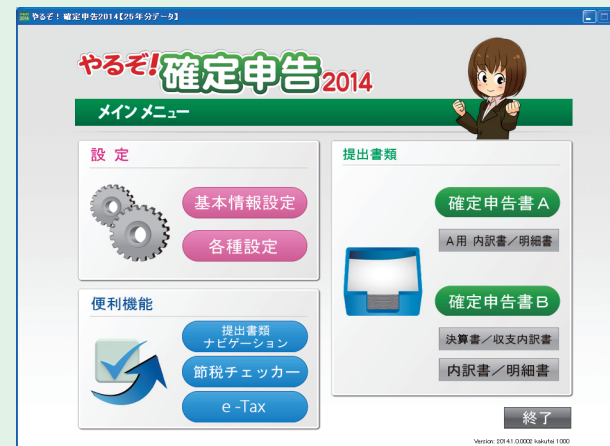 やるぞ！確定申告2014【25年分データ】
やるぞ!確定申告2014
メイン メニュー
設 定
基本情報設定
各種設定
便利機能
提出書類
ナビゲーション
節税チェッカー
e -Tax
提出書類
確定申告書A
A用 内訳書／明細書
確定申告書B
決算書／収支内訳書
内訳書／明細書
終了
Version: 2014.1.0.0002 kakutei 1000